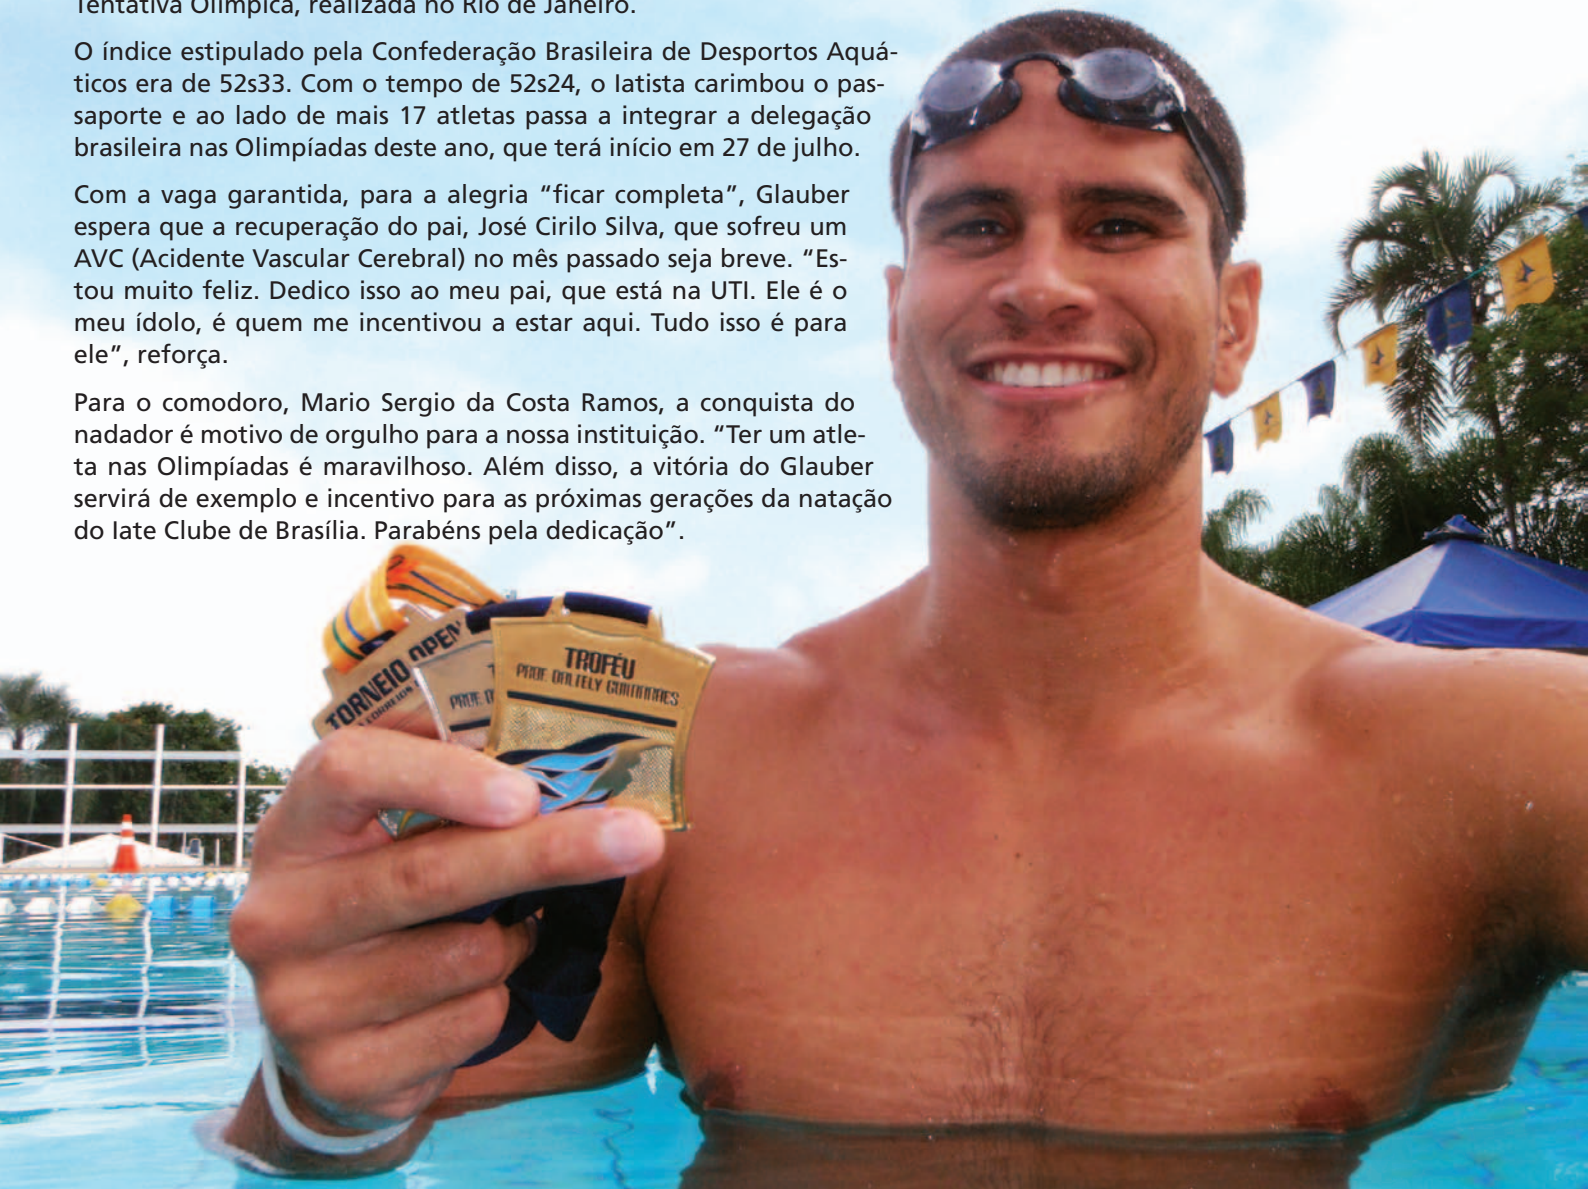 Tentativa Olímpica, realizada no Rio de Janeiro.
O índice estipulado pela Confederação Brasileira de Desportos Aquá-
ticos era de 52s33. Com o tempo de 52s24, o Iatista carimbou o pas-
saporte e ao lado de mais 17 atletas passa a integrar a delegação
brasileira nas Olimpíadas deste ano, que terá início em 27 de julho.
Com a vaga garantida, para a alegria “ficar completa”, Glauber
espera que a recuperação do pai, José Cirilo Silva, que sofreu um
AVC (Acidente Vascular Cerebral) no mês passado seja breve. “Es-
tou muito feliz. Dedico isso ao meu pai, que está na UTI. Ele é o
meu ídolo, é quem me incentivou a estar aqui. Tudo isso é para
ele”, reforça.
Para o comodoro, Mario Sergio da Costa Ramos, a conquista do
nadador é motivo de orgulho para a nossa instituição. “Ter um atle-
ta nas Olimpíadas é maravilhoso. Além disso, a vitória do Glauber
servirá de exemplo e incentivo para as próximas gerações da natação
do Iate Clube de Brasília. Parabéns pela dedicação”.
TORNEIO OPEN
CORREIOS
PROF. D
TROFÉU
PROF. DALTELY GUIMARÃES